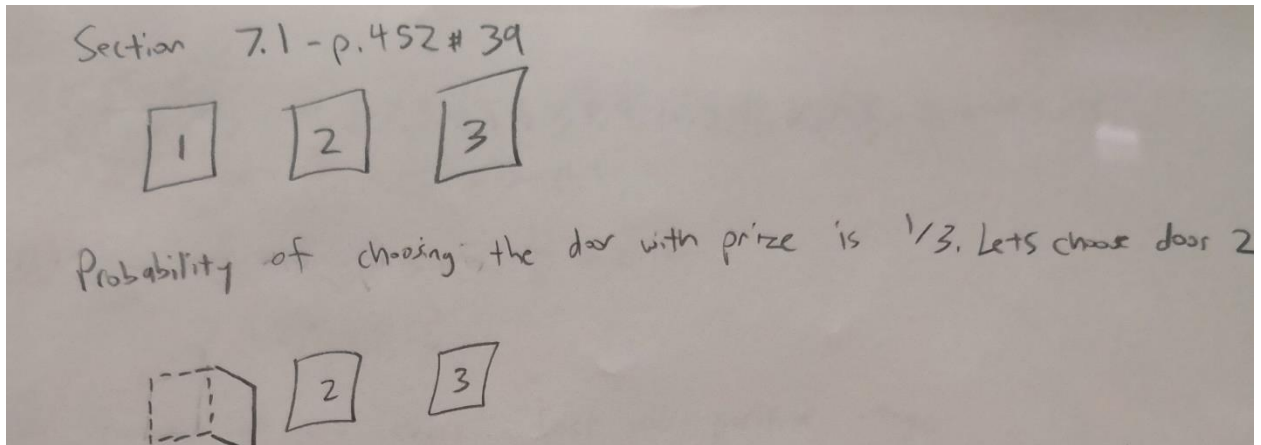 Section 7.1 - p.452 # 39
1 2 3
Probability of choosing the door with prize is 1/3. Lets choose door 2
2 3